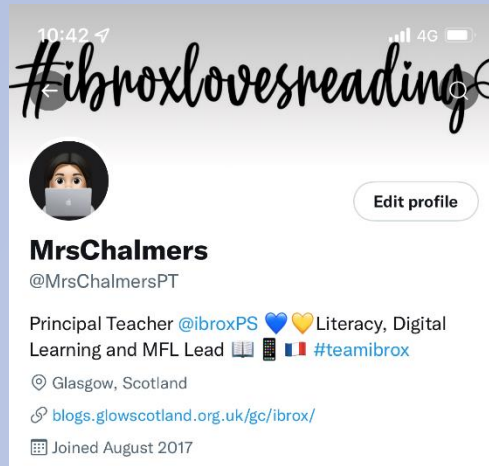 10:42 4G
#ibroxlovesreading
Edit profile
MrsChalmers
@MrsChalmersPT
Principal Teacher @ibroxPS 💙💛Literacy, Digital
Learning and MFL Lead 📖📱🇫🇷 #teamibrox
Glasgow, Scotland
blogs.glowscotland.org.uk/gc/ibrox/
Joined August 2017